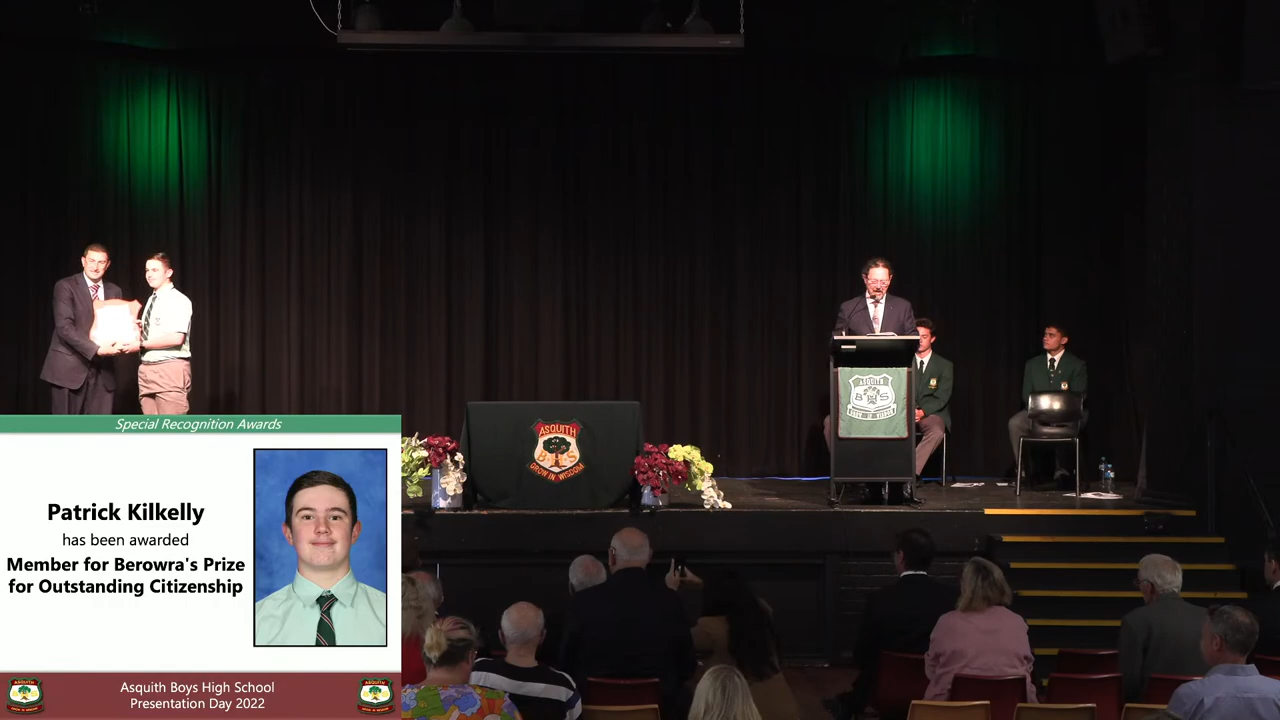 Special Recognition Awards
Patrick Kilkelly
has been awarded
Member for Berowra's Prize
for Outstanding Citizenship
Asquith Boys High School
Presentation Day 2022
ASQUITH
BHS
GROW IN WISDOM
ASQUITH
B S